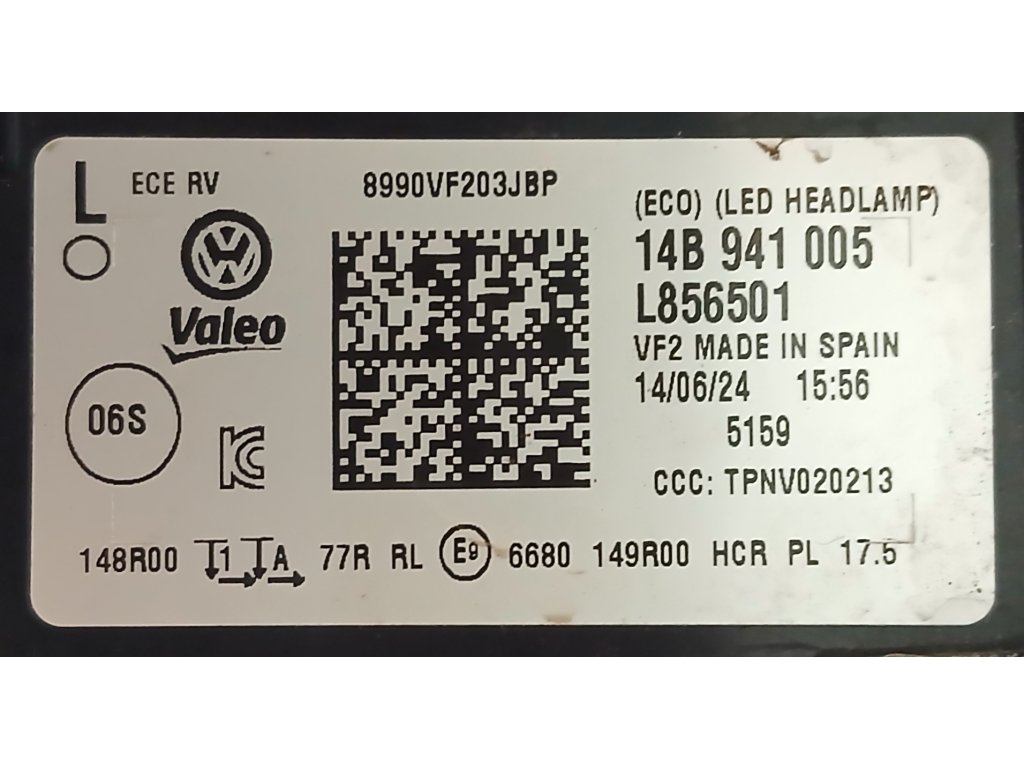 L ECE RV
8990VF203JBP
(ECO) (LED HEADLAMP)
14B 941 005
L856501
Valeo
VF2 MADE IN SPAIN
14/06/24 15:56
06S
5159
KC
CCC: TPNV020213
148R00 1 A 77R RL E9 6680 149R00 HCR PL 17.5